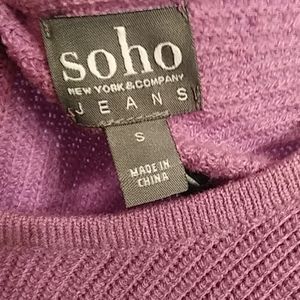 soho
NEW YORK & COMPANY
JEANS
S
MADE IN
CHINA